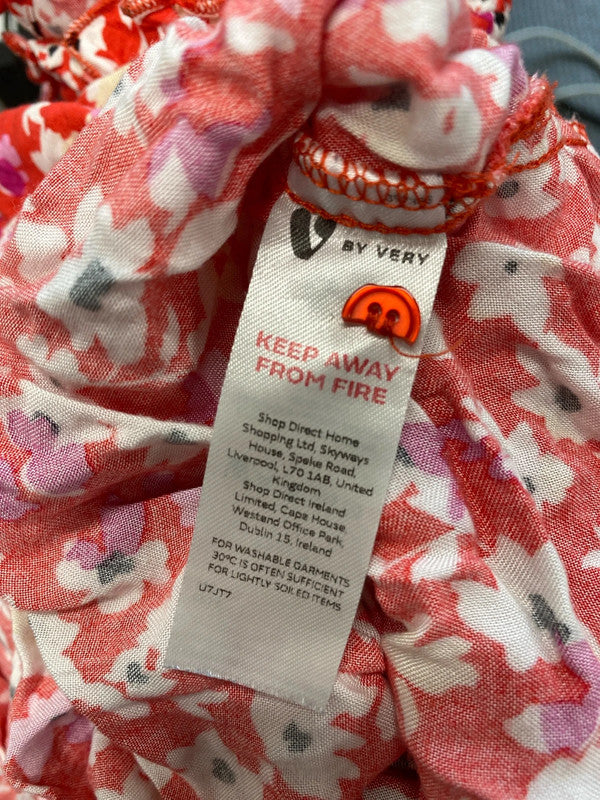 V BY VERY
KEEP AWAY
FROM FIRE
Shop Direct Home
Shopping Ltd, Skyways
House, Speke Road,
Liverpool, L70 1AB, United
Kingdom
Shop Direct Ireland
Limited, Cape House,
Westend Office Park,
Dublin 15, Ireland
FOR WASHABLE GARMENTS
30ºC IS OFTEN SUFFICIENT
FOR LIGHTLY SOILED ITEMS
U7JT7